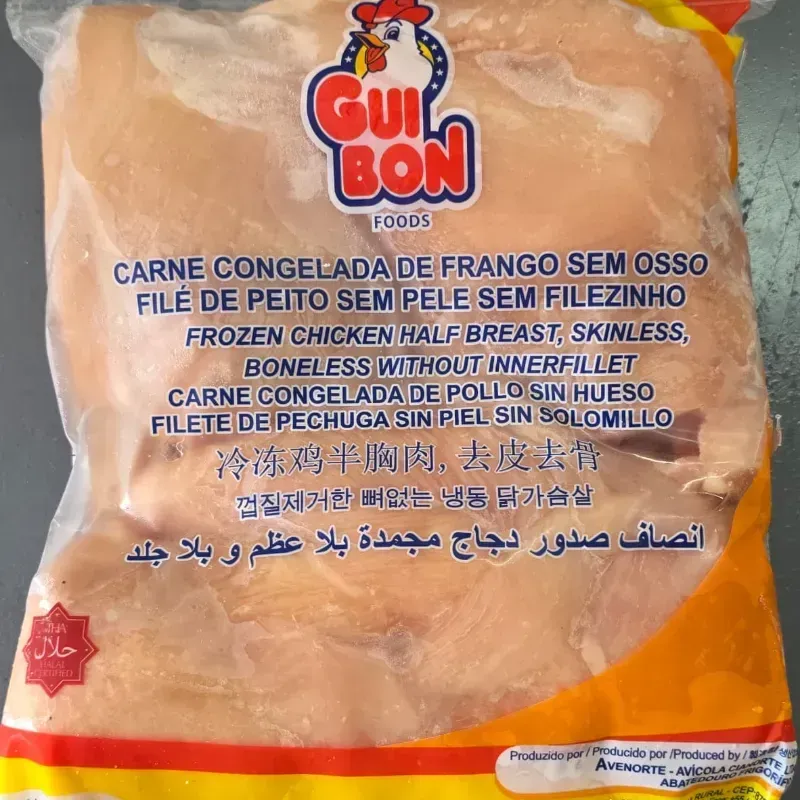 GUI
BON
FOODS
CARNE CONGELADA DE FRANGO SEM OSSO
FILÉ DE PEITO SEM PELE SEM FILEZINHO
FROZEN CHICKEN HALF BREAST, SKINLESS,
BONELESS WITHOUT INNERFILLET
CARNE CONGELADA DE POLLO SIN HUESO
FILETE DE PECHUGA SIN PIEL SIN SOLOMILLO
冷冻鸡半胸肉, 去皮去骨
껍질제거한 뼈없는 냉동 닭가슴살
انصاف صدور دجاج مجمدة بلا عظم و بلا جلد
حلال
HALAL
CERTIFIED
Produzido por / Producido por /Produced by /
AVENORTE - AVÍCOLA CIANORTE
ABATEDOURO
RURAL - CEP